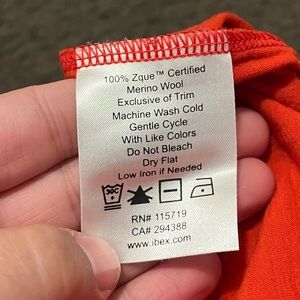 100% Zque™ Certified
Merino Wool
Exclusive of Trim
Machine Wash Cold
Gentle Cycle
With Like Colors
Do Not Bleach
Dry Flat
Low Iron if Needed
30C
RN# 115719
CA# 294388
www.ibex.com